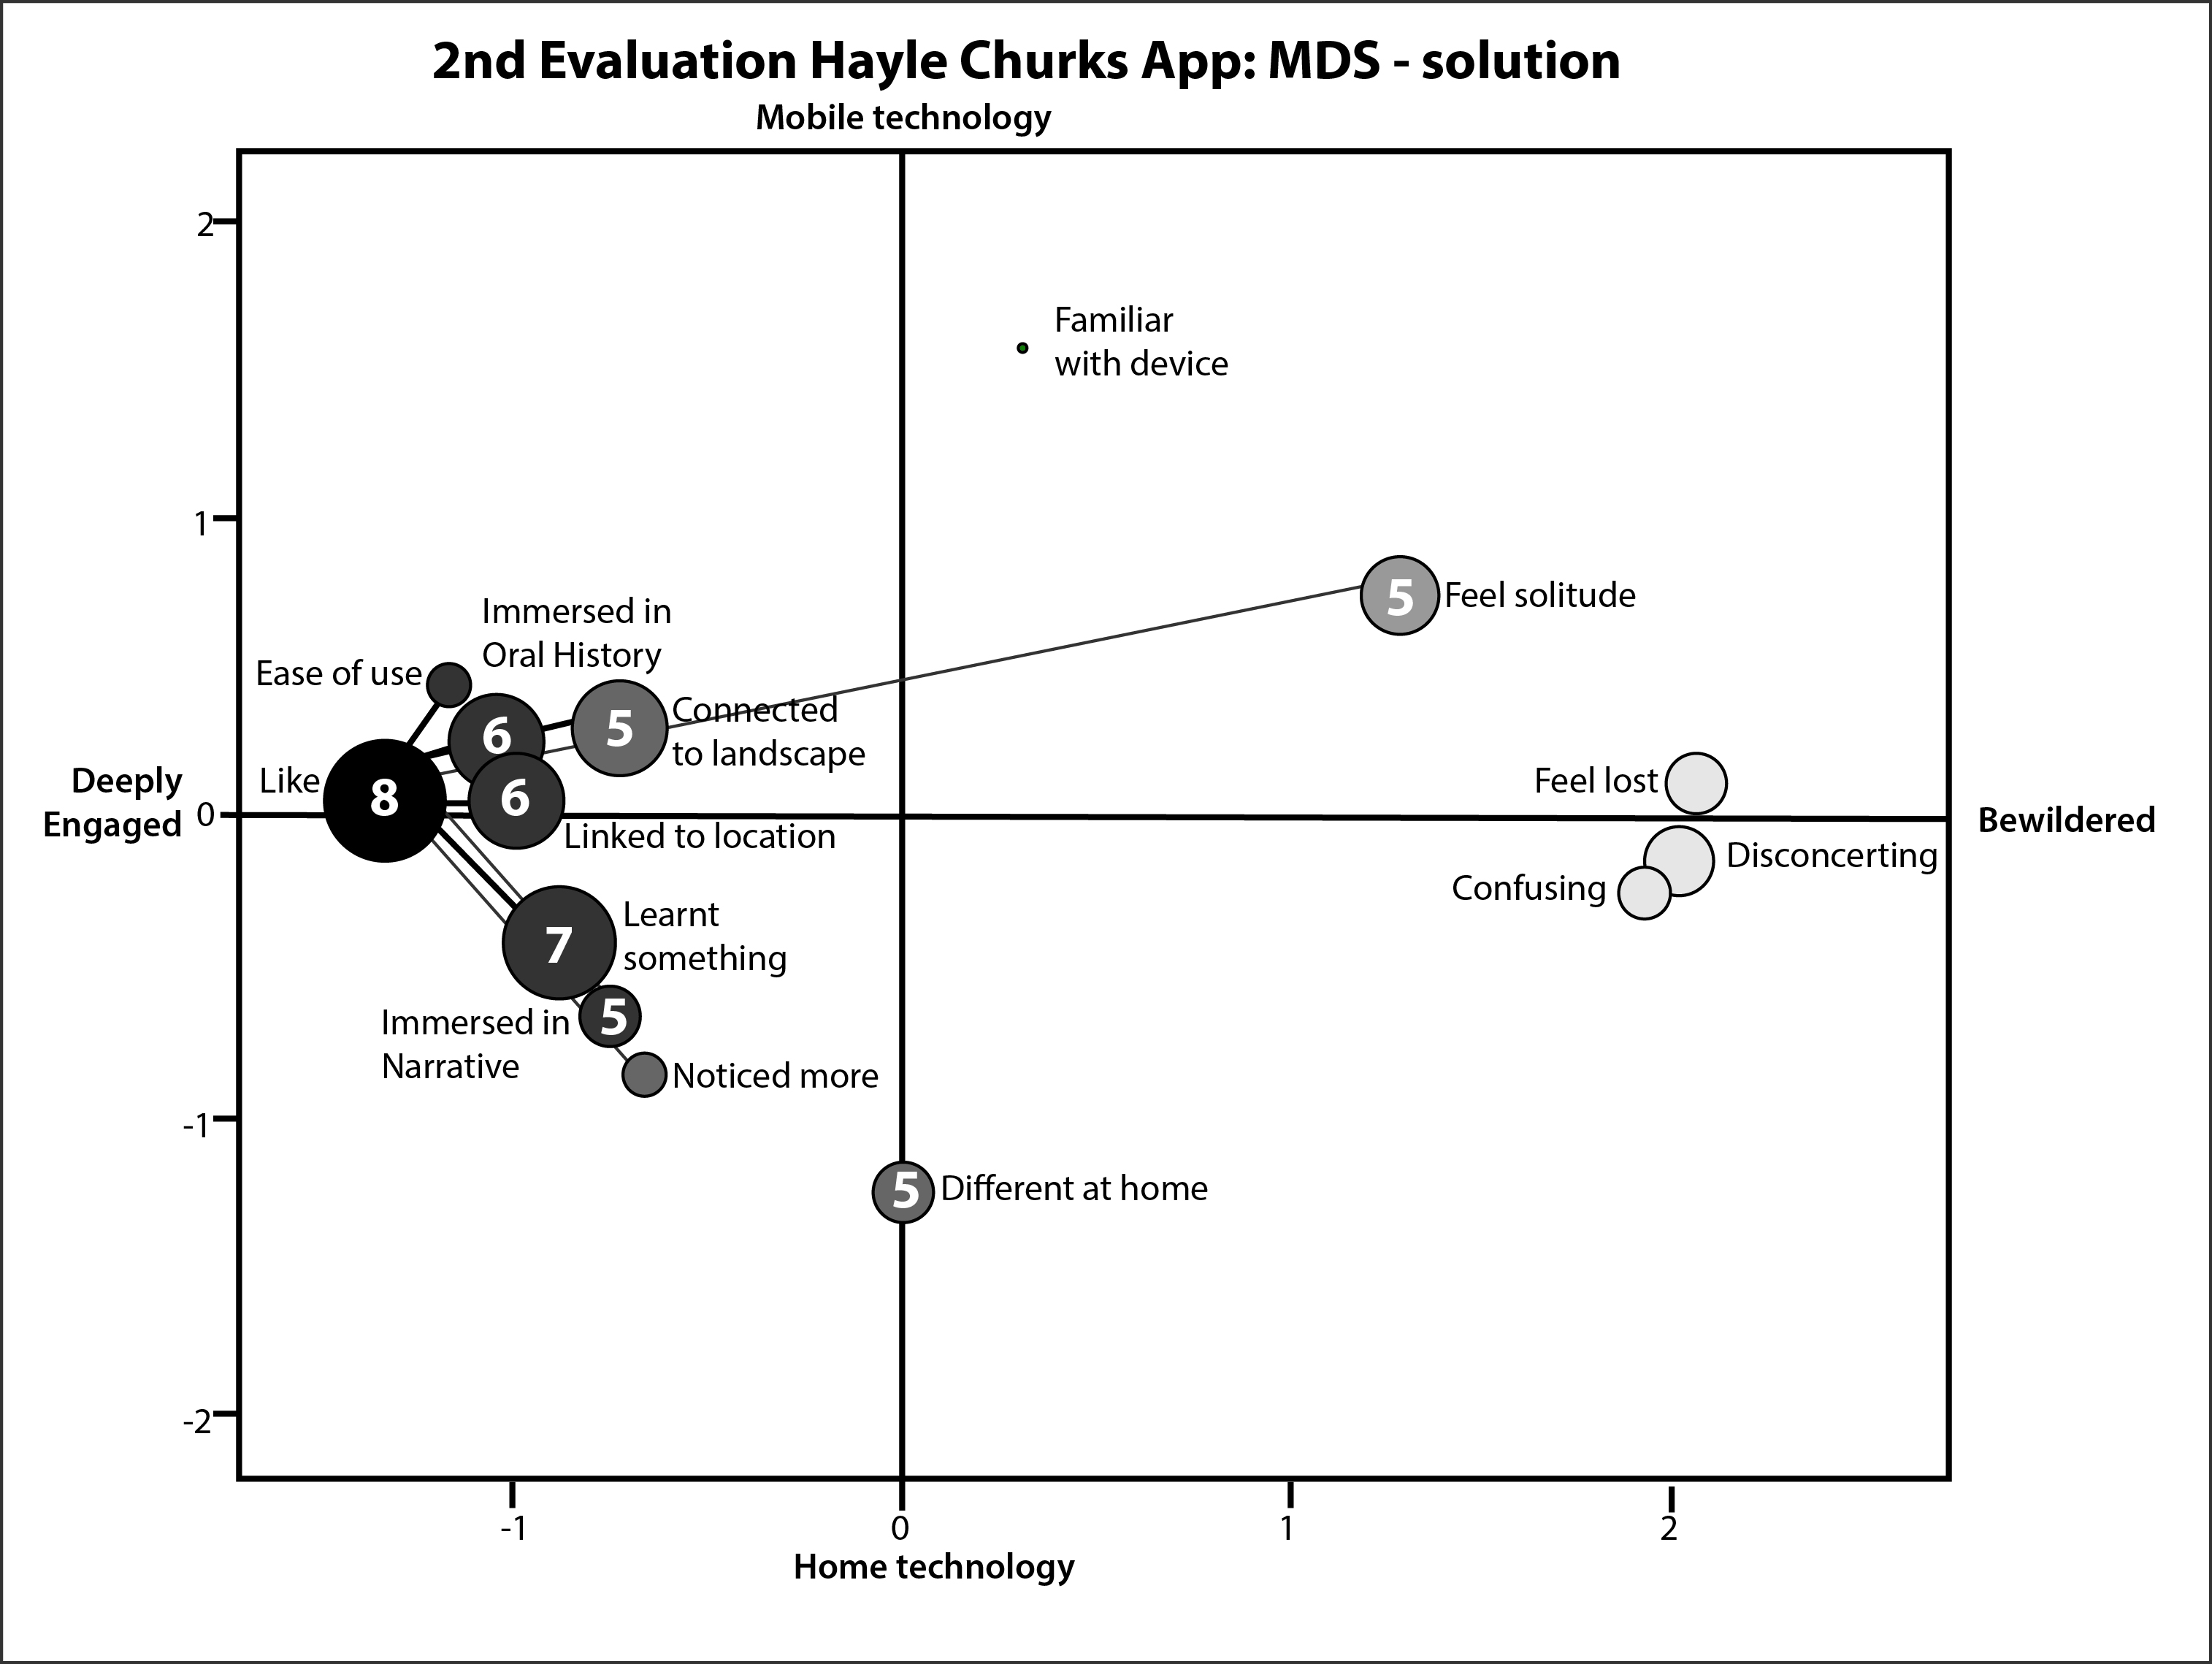 2nd Evaluation Hayle Churks App: MDS - solution
Mobile technology
2
Familiar
with device
1
5
Feel solitude
Immersed in
Oral History
Ease of use
6
5
Connected
to landscape
Deeply
Engaged
Like
8
6
0
Linked to location
Feel lost
Bewildered
Disconcerting
Confusing
7
Learnt
something
Immersed in
Narrative
5
Noticed more
-1
5
Different at home
-2
-1
0
1
2
Home technology